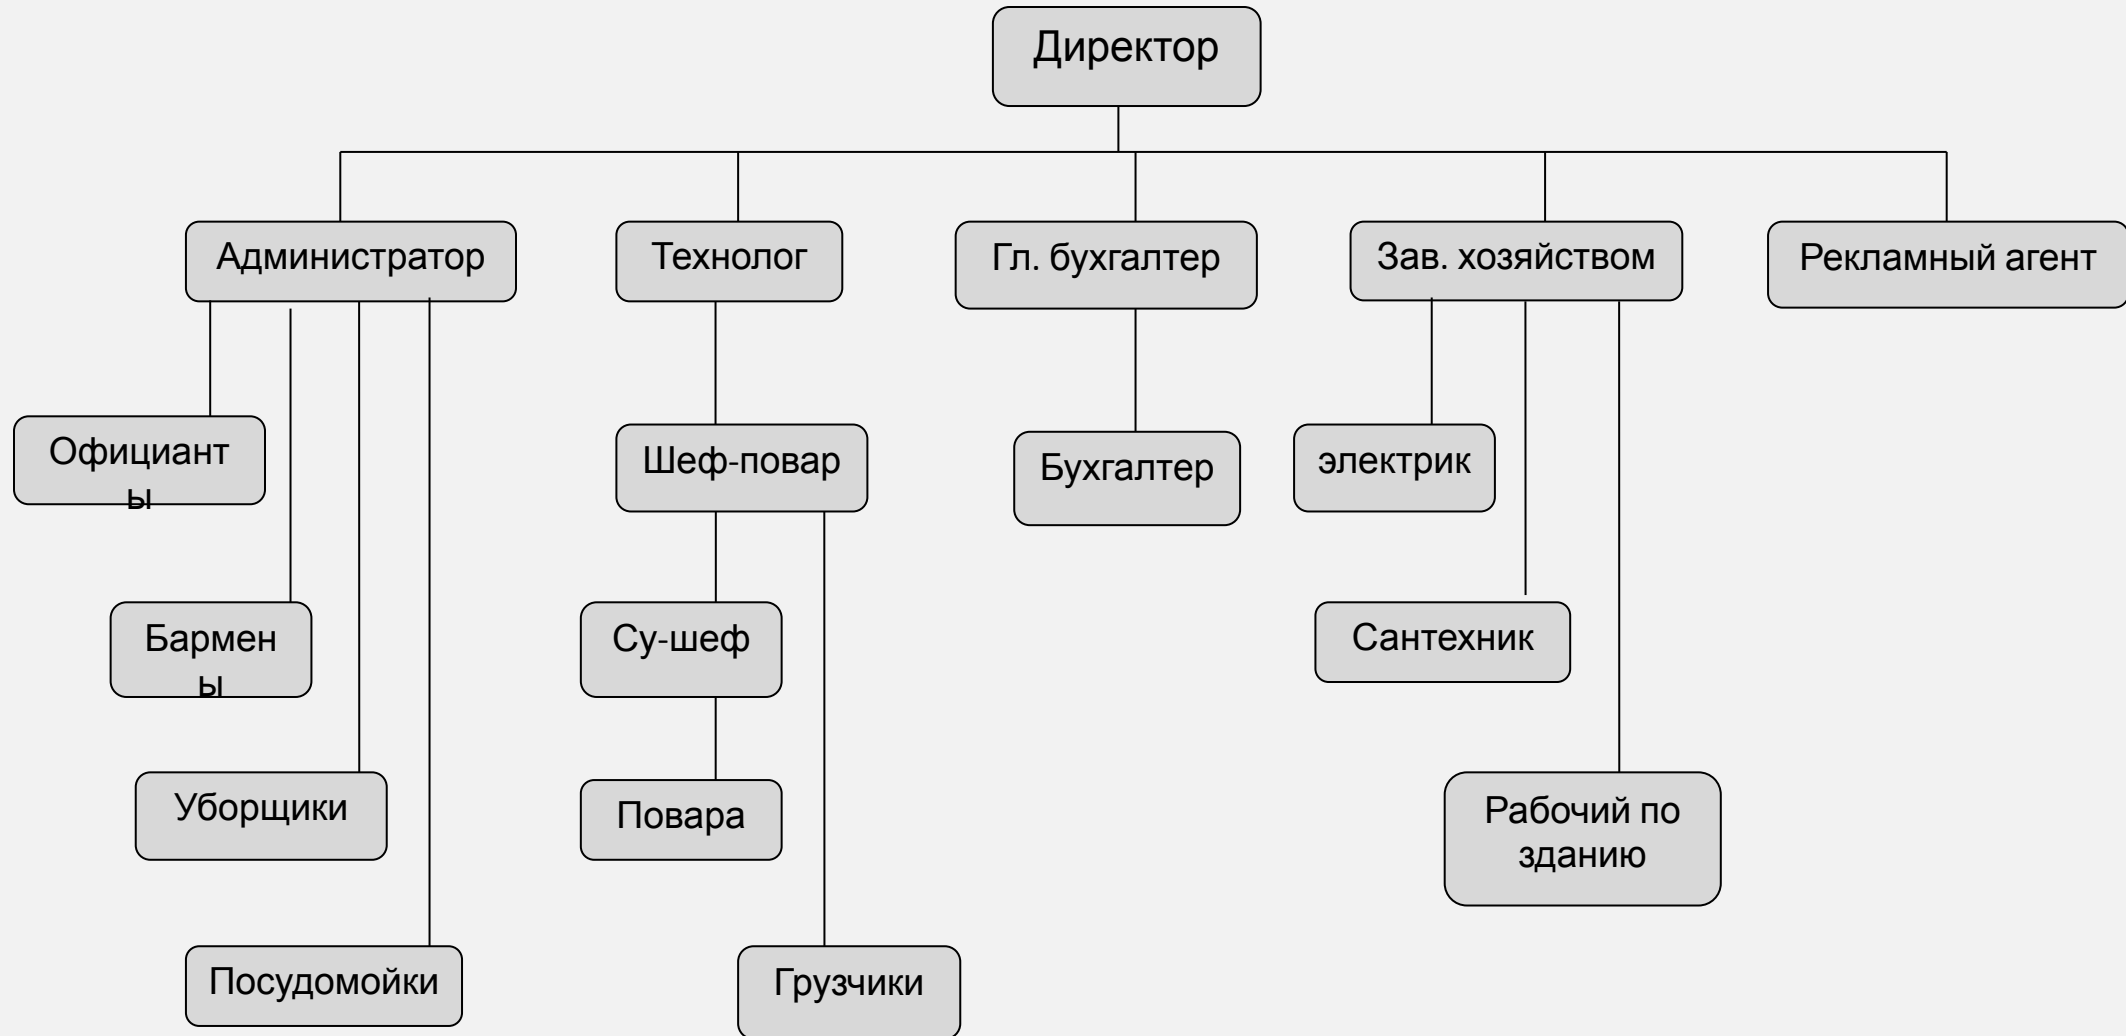 Директор
Администратор
Технолог
Гл. бухгалтер
Зав. хозяйством
Рекламный агент
Официант
ы
Шеф-повар
Бухгалтер
электрик
Бармен
ы
Су-шеф
Сантехник
Уборщики
Повара
Рабочий по
зданию
Посудомойки
Грузчики